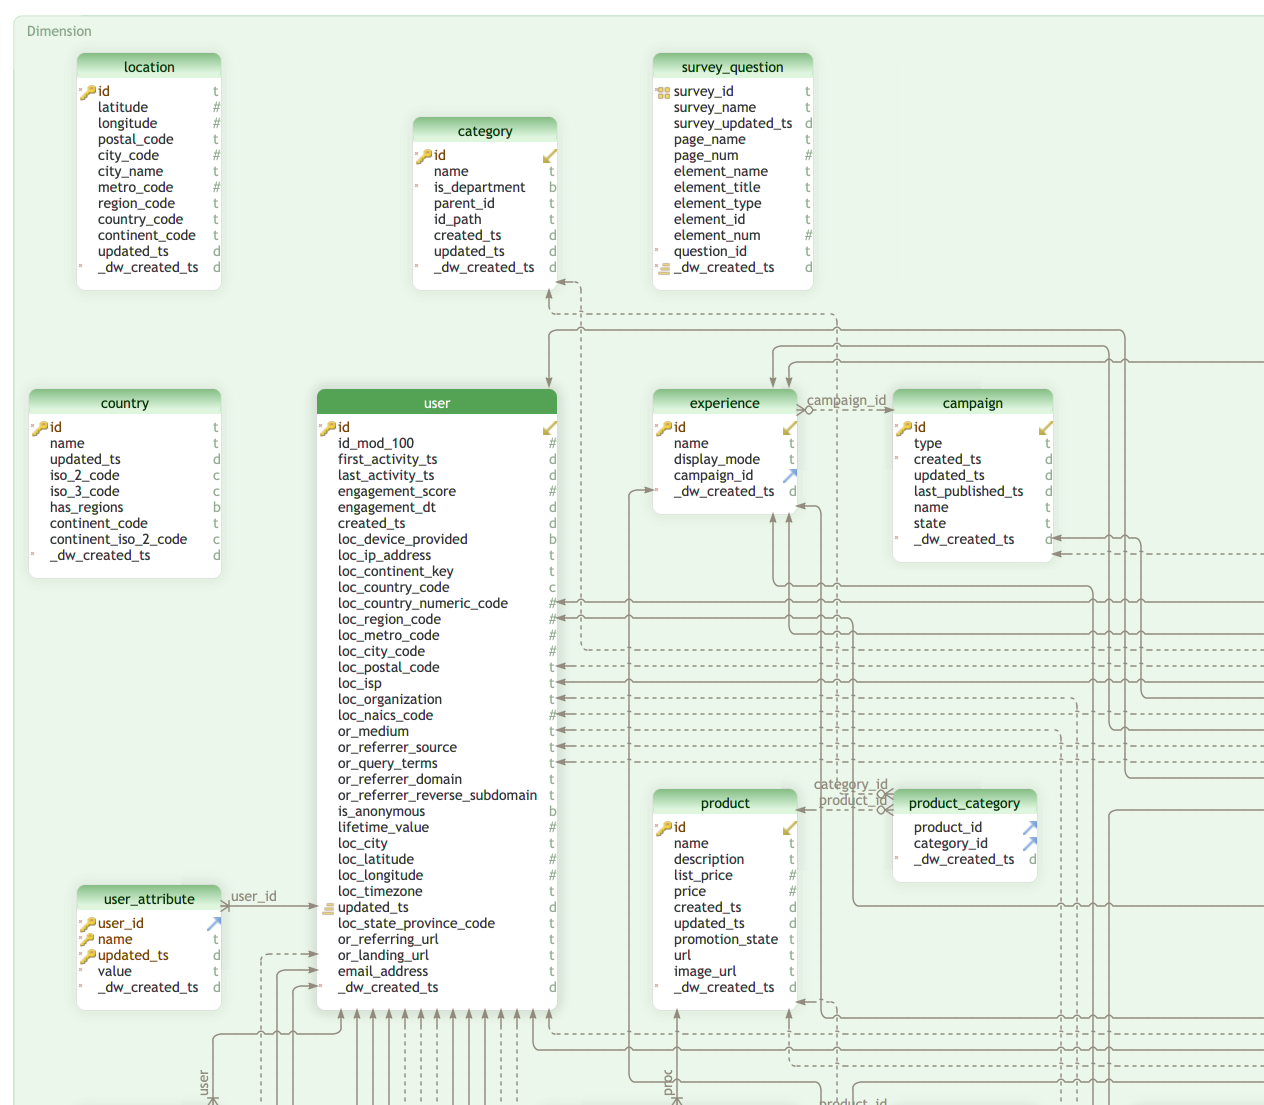 Dimension
location
id t
latitude #
longitude #
postal_code t
city_code #
city_name t
metro_code #
region_code t
country_code t
continent_code t
updated_ts d
_dw_created_ts d
category
id
name t
is_department b
parent_id t
id_path t
created_ts d
updated_ts d
_dw_created_ts d
survey_question
survey_id t
survey_name t
survey_updated_ts d
page_name t
page_num #
element_name t
element_title t
element_type t
element_id t
element_num #
question_id t
_dw_created_ts d
country
id t
name t
updated_ts d
iso_2_code c
iso_3_code c
has_regions b
continent_code t
continent_iso_2_code c
_dw_created_ts d
user
id
id_mod_100 #
first_activity_ts d
last_activity_ts d
engagement_score #
engagement_dt d
created_ts d
loc_device_provided b
loc_ip_address t
loc_continent_key t
loc_country_code c
loc_country_numeric_code #
loc_region_code #
loc_metro_code #
loc_city_code #
loc_postal_code t
loc_isp t
loc_organization t
loc_naics_code #
or_medium t
or_referrer_source t
or_query_terms t
or_referrer_domain t
or_referrer_reverse_subdomain t
is_anonymous b
lifetime_value #
loc_city t
loc_latitude #
loc_longitude #
loc_timezone t
updated_ts d
loc_state_province_code t
or_referring_url t
or_landing_url t
email_address t
_dw_created_ts d
experience
id
name t
display_mode t
campaign_id
_dw_created_ts d
campaign_id
campaign
id
type t
created_ts d
updated_ts d
last_published_ts d
name t
state t
_dw_created_ts d
product
id
name t
description t
list_price #
price #
created_ts d
updated_ts d
promotion_state t
url t
image_url t
_dw_created_ts d
category_id
product_id
product_category
product_id
category_id
_dw_created_ts d
user_attribute
user_id
name t
updated_ts d
value t
_dw_created_ts d
user_id
user
proc
product_id